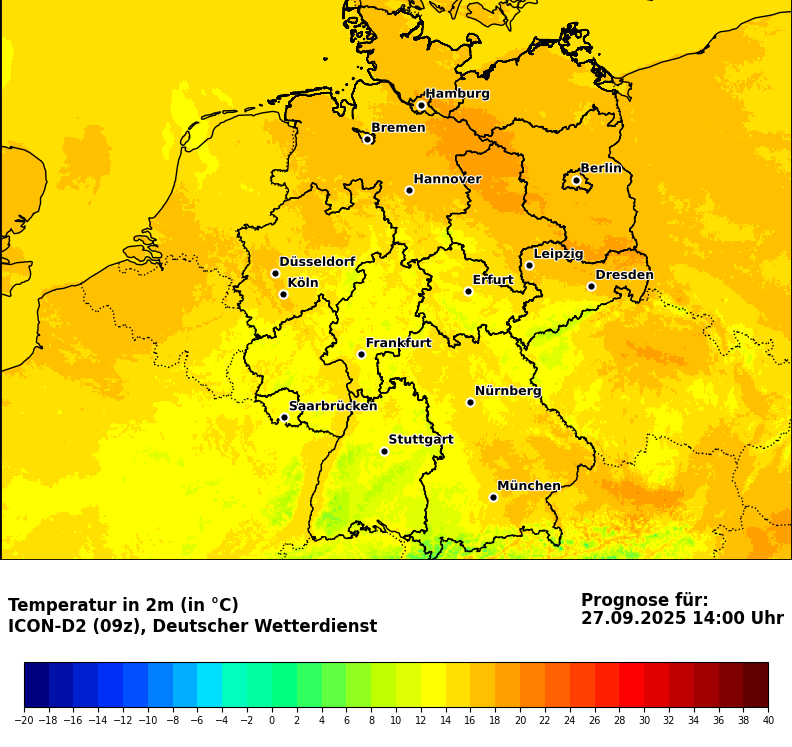 Hamburg
Bremen
Berlin
Hannover
Leipzig
Düsseldorf
Dresden
Köln
Erfurt
Frankfurt
Nürnberg
Saarbrücken
Stuttgart
München
Temperatur in 2m (in °C)
ICON-D2 (09z), Deutscher Wetterdienst
Prognose für:
27.09.2025 14:00 Uhr
−20 −18 −16 −14 −12 −10 −8 −6 −4 −2 0 2 4 6 8 10 12 14 16 18 20 22 24 26 28 30 32 34 36 38 40